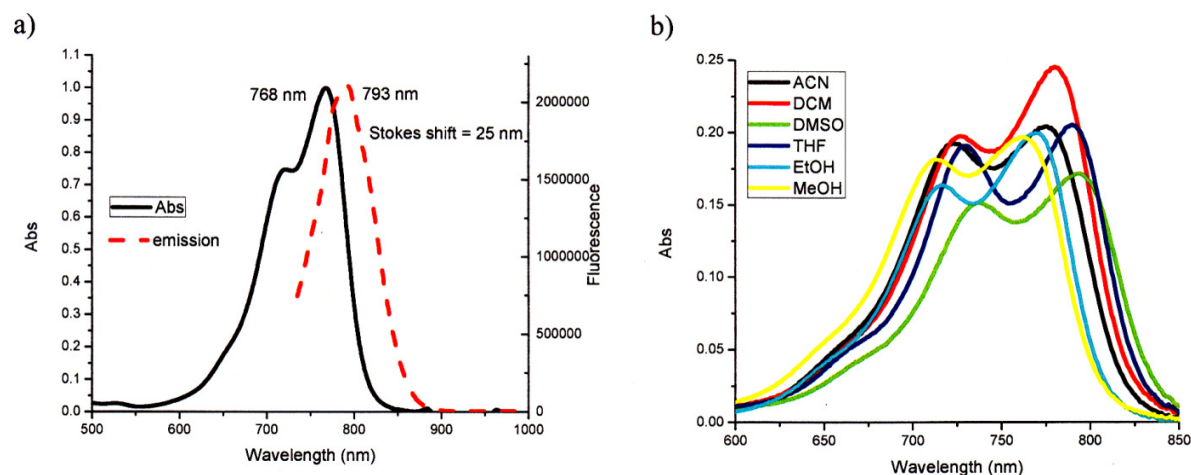 a)
1.1
1.0
0.9
0.8
0.7
0.6
0.5
0.4
0.3
0.2
0.1
0.0
Abs
768 nm
793 nm
Stokes shift = 25 nm
Abs
emission
2000000
1500000
1000000
500000
0
Fluorescence
500 600 700 800 900 1000
Wavelength (nm)
b)
0.25
0.20
0.15
0.10
0.05
0.00
Abs
ACN
DCM
DMSO
THF
EtOH
MeOH
600 650 700 750 800 850
Wavelength (nm)